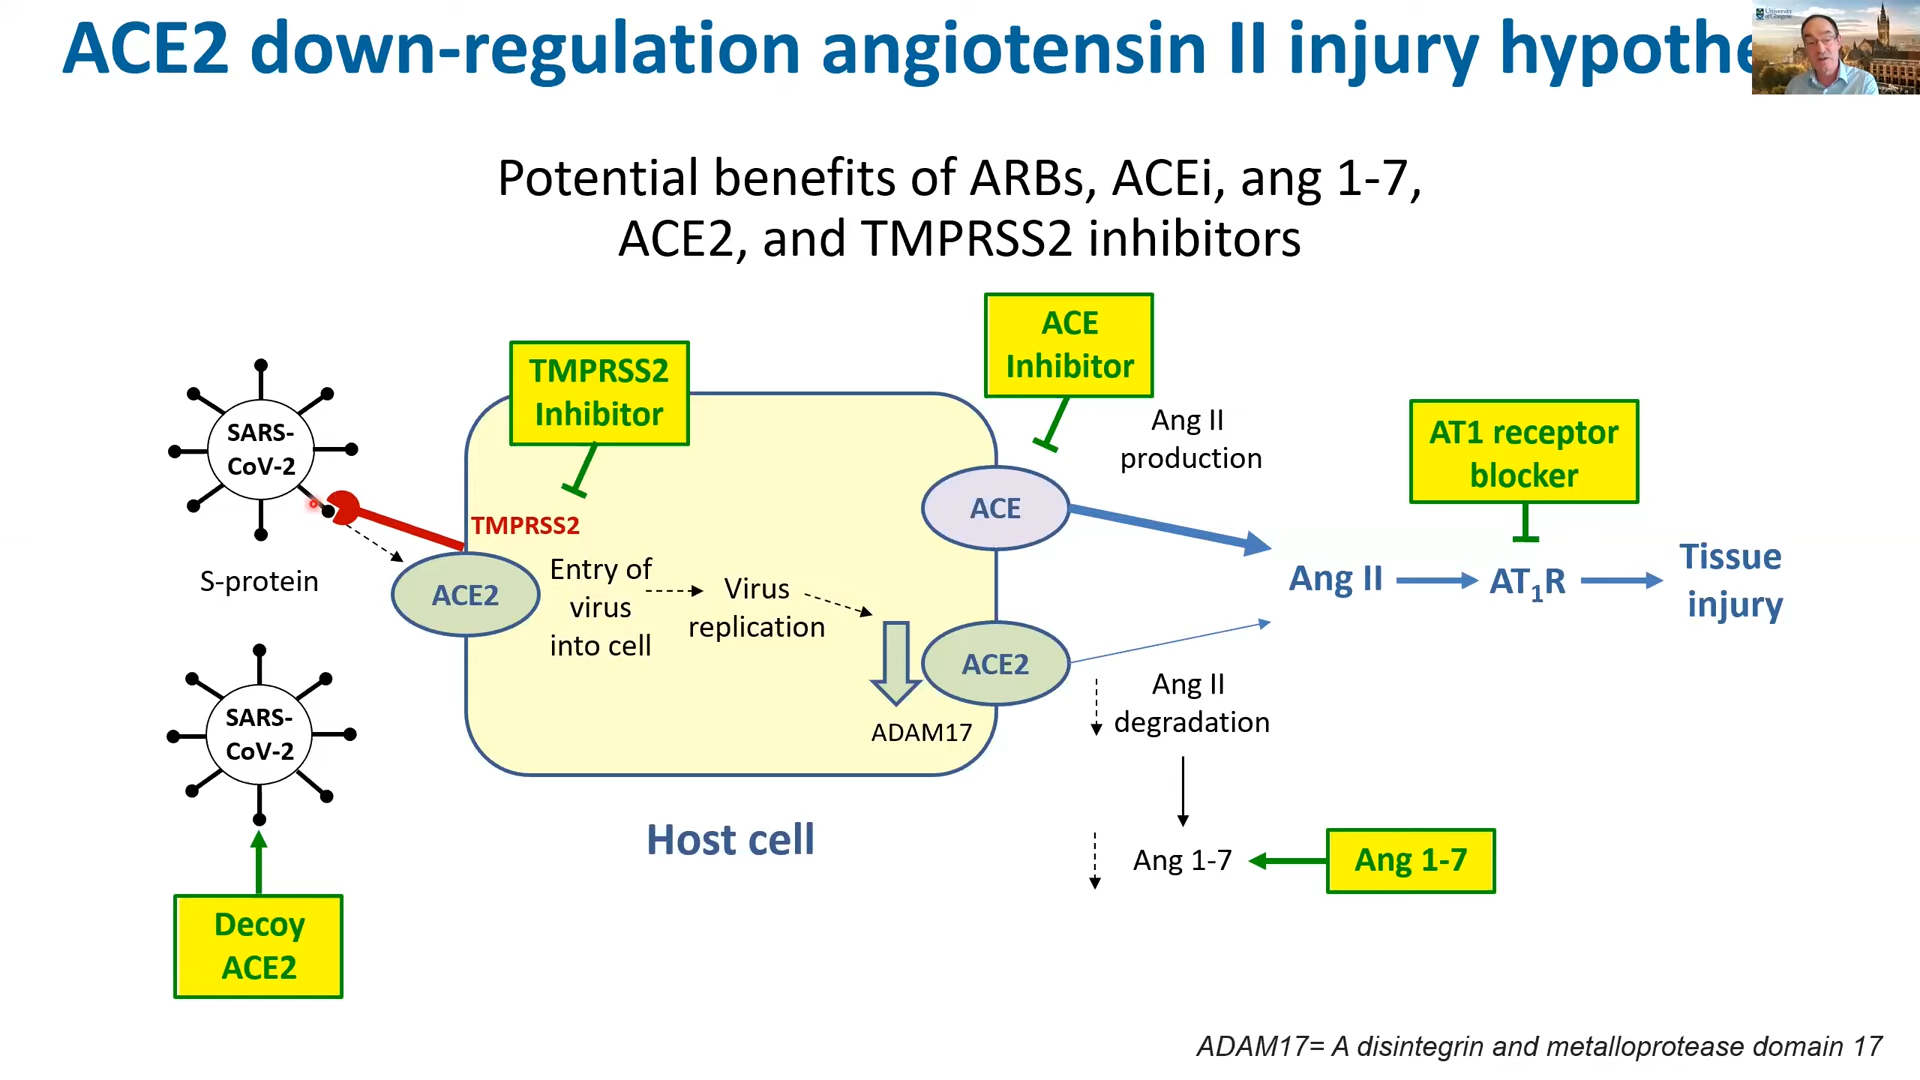 ACE2 down-regulation angiotensin II injury hypothe
University
of Glasgow
Potential benefits of ARBs, ACEi, ang 1-7,
ACE2, and TMPRSS2 inhibitors
ACE
Inhibitor
TMPRSS2
Inhibitor
Ang II
production
AT1 receptor
blocker
SARS-
CoV-2
ACE
TMPRSS2
S-protein
ACE2
Entry of
virus
into cell
Virus
replication
Ang II
AT1R
Tissue
injury
ACE2
ADAM17
Ang II
degradation
SARS-
CoV-2
Host cell
Ang 1-7
Ang 1-7
Decoy
ACE2
ADAM17= A disintegrin and metalloprotease domain 17